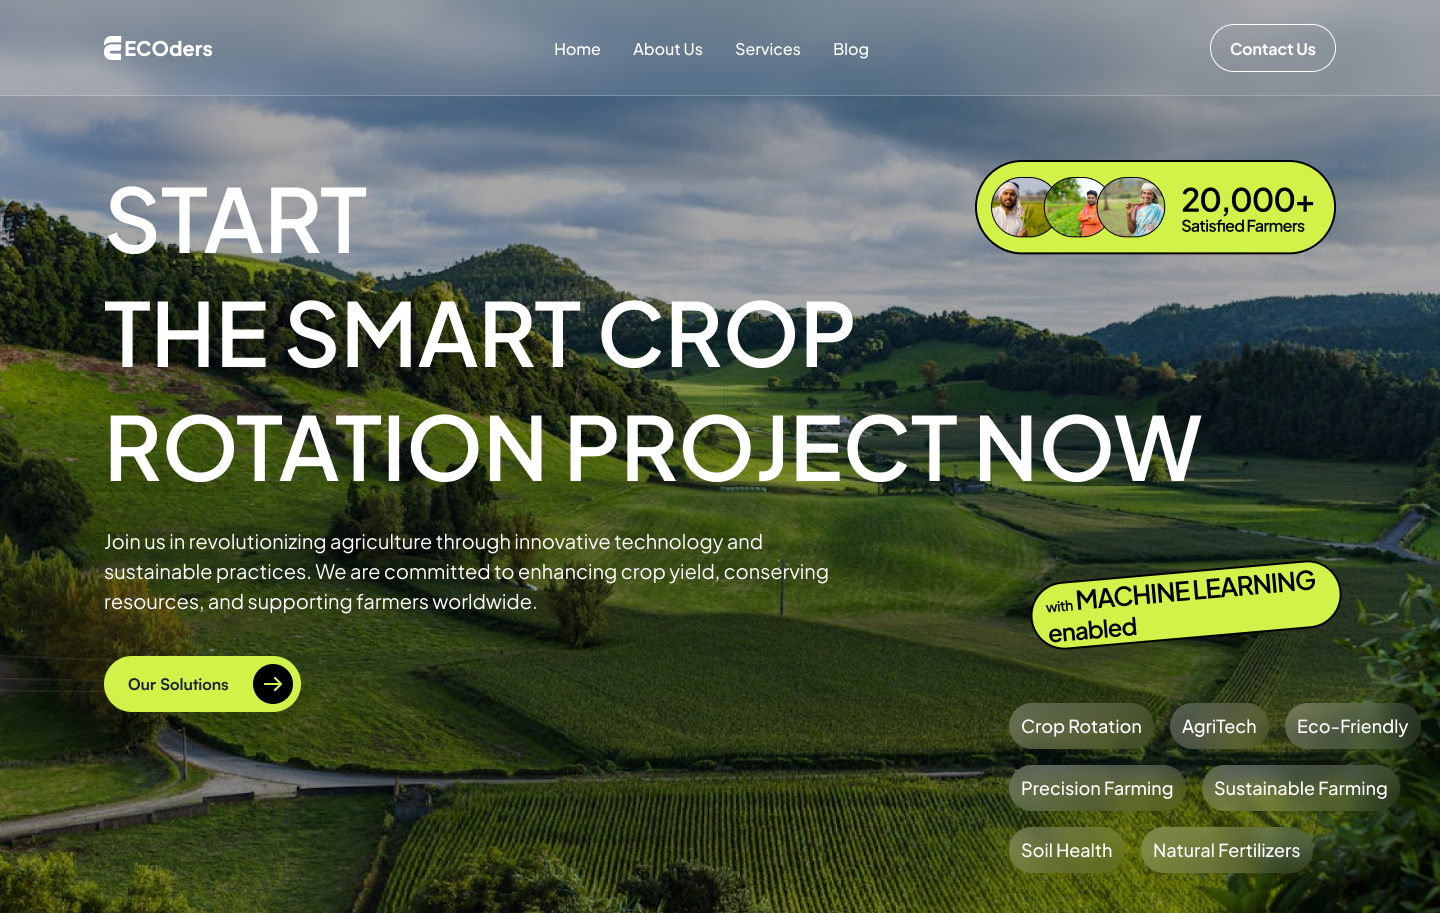 ECOders
Home
About Us
Services
Blog
Contact Us
START
THE SMART CROP
ROTATION PROJECT NOW
20,000+
Satisfied Farmers
Join us in revolutionizing agriculture through innovative technology and
sustainable practices. We are committed to enhancing crop yield, conserving
resources, and supporting farmers worldwide.
with MACHINE LEARNING
enabled
Our Solutions
Crop Rotation
AgriTech
Eco-Friendly
Precision Farming
Sustainable Farming
Soil Health
Natural Fertilizers